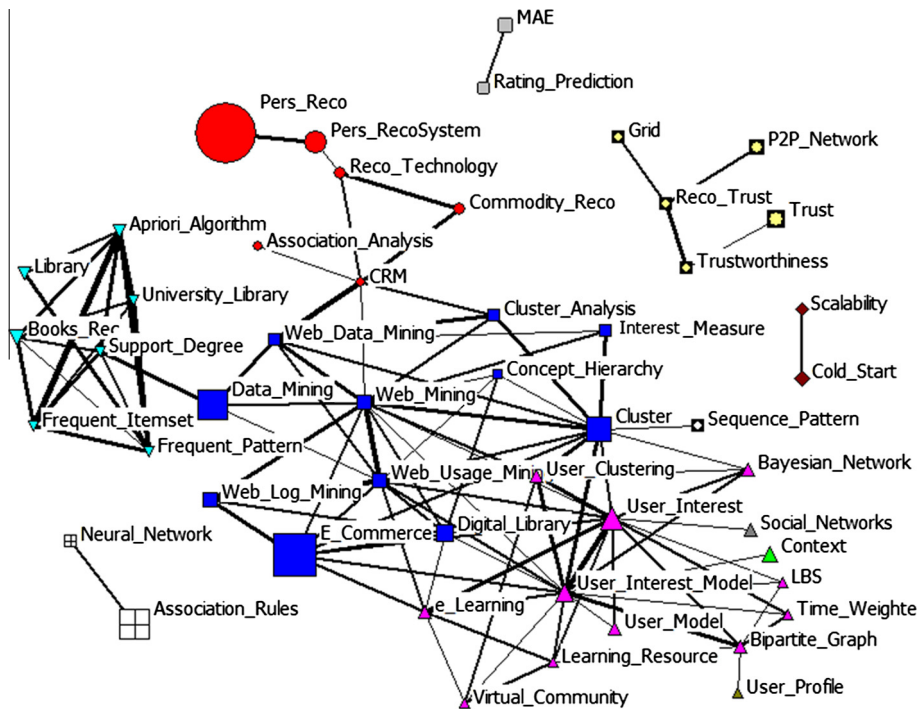 MAE
Rating_Prediction
Pers_Reco
Pers_RecoSystem
Grid
P2P_Network
Reco_Technology
Reco_Trust
Commodity_Reco
Trust
Apriori_Algorithm
Association_Analysis
Library
Trustworthiness
CRM
University_Library
Cluster_Analysis
Scalability
Books_Rec
Web_Data_Mining
Interest_Measure
Support_Degree
Concept_Hierarchy
Cold_Start
Data_Mining
Web_Mining
Frequent_Itemset
Cluster
Sequence_Pattern
Frequent_Pattern
Web_Usage_Minin
User_Clustering
Bayesian_Network
Web_Log_Mining
User_Interest
Neural_Network
E_Commerce
Digital_Library
Social_Networks
Context
User_Interest_Model
LBS
Association_Rules
e_Learning
Time_Weighte
User_Model
Bipartite_Graph
Learning_Resource
User_Profile
Virtual_Community